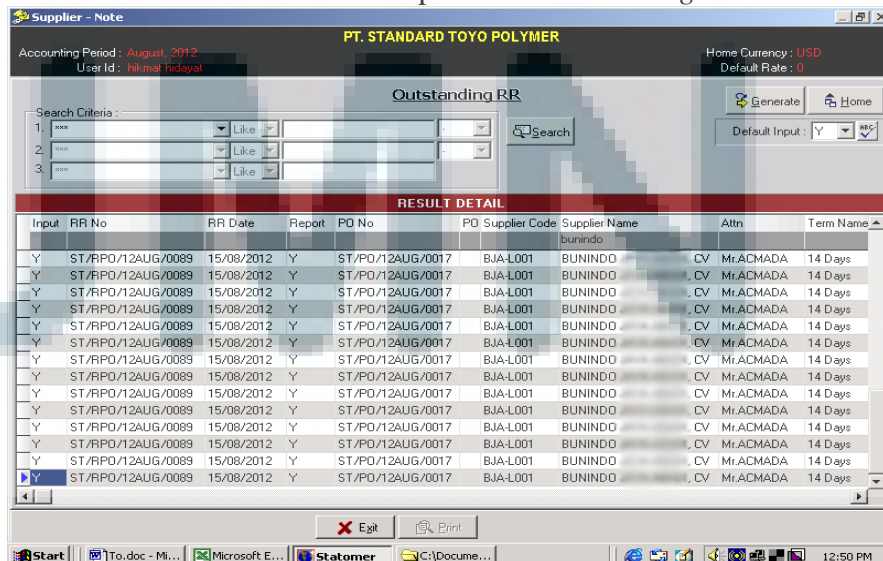 Supplier - Note
PT. STANDARD TOYO POLYMER
Accounting Period : August, 2012
Home Currency : USD
User Id : hikmat hidayat
Default Rate : 0
Outstanding RR
Generate
Home
Search Criteria :
Default Input : Y
1. *** Like -
Search
2. *** Like -
3. *** Like
RESULT DETAIL
Input RR No RR Date Report PO No PO Supplier Code Supplier Name Attn Term Name
bunindo
Y ST/RPO/12AUG/0089 15/08/2012 Y ST/PO/12AUG/0017 BJA-L001 BUNINDO , CV Mr.ACMADA 14 Days
Y ST/RPO/12AUG/0089 15/08/2012 Y ST/PO/12AUG/0017 BJA-L001 BUNINDO , CV Mr.ACMADA 14 Days
Y ST/RPO/12AUG/0089 15/08/2012 Y ST/PO/12AUG/0017 BJA-L001 BUNINDO , CV Mr.ACMADA 14 Days
Y ST/RPO/12AUG/0089 15/08/2012 Y ST/PO/12AUG/0017 BJA-L001 BUNINDO , CV Mr.ACMADA 14 Days
Y ST/RPO/12AUG/0089 15/08/2012 Y ST/PO/12AUG/0017 BJA-L001 BUNINDO , CV Mr.ACMADA 14 Days
Y ST/RPO/12AUG/0089 15/08/2012 Y ST/PO/12AUG/0017 BJA-L001 BUNINDO , CV Mr.ACMADA 14 Days
Y ST/RPO/12AUG/0089 15/08/2012 Y ST/PO/12AUG/0017 BJA-L001 BUNINDO , CV Mr.ACMADA 14 Days
Y ST/RPO/12AUG/0089 15/08/2012 Y ST/PO/12AUG/0017 BJA-L001 BUNINDO , CV Mr.ACMADA 14 Days
Y ST/RPO/12AUG/0089 15/08/2012 Y ST/PO/12AUG/0017 BJA-L001 BUNINDO , CV Mr.ACMADA 14 Days
Y ST/RPO/12AUG/0089 15/08/2012 Y ST/PO/12AUG/0017 BJA-L001 BUNINDO , CV Mr.ACMADA 14 Days
Y ST/RPO/12AUG/0089 15/08/2012 Y ST/PO/12AUG/0017 BJA-L001 BUNINDO , CV Mr.ACMADA 14 Days
Y ST/RPO/12AUG/0089 15/08/2012 Y ST/PO/12AUG/0017 BJA-L001 BUNINDO , CV Mr.ACMADA 14 Days
Y ST/RPO/12AUG/0089 15/08/2012 Y ST/PO/12AUG/0017 BJA-L001 BUNINDO , CV Mr.ACMADA 14 Days
Y ST/RPO/12AUG/0089 15/08/2012 Y ST/PO/12AUG/0017 BJA-L001 BUNINDO , CV Mr.ACMADA 14 Days
Exit Print
Start To.doc - Mi... Microsoft E... Statomer C:\Docume... 12:50 PM